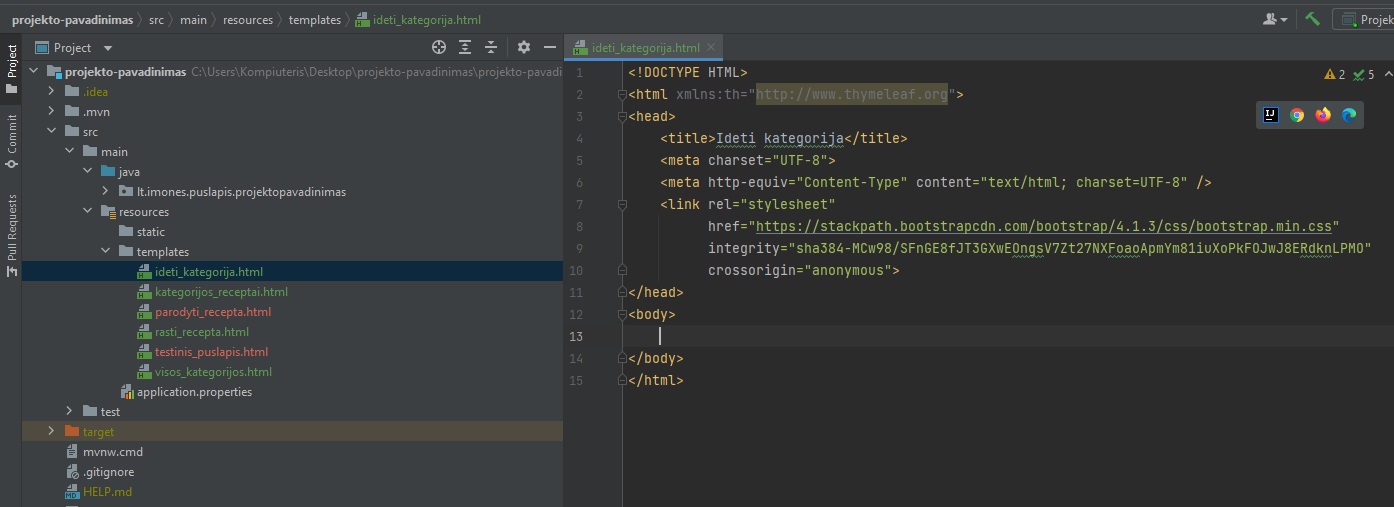 projekto-pavadinimas src main resources templates ideti_kategorija.html
Projek
Project
ideti_kategorija.html
Project
Commit
Pull Requests
projekto-pavadinimas C:\Users\Kompiuteris\Desktop\projekto-pavadinimas\projekto-pavadi
.idea
.mvn
src
main
java
lt.imones.puslapis.projektopavadinimas
resources
static
templates
ideti_kategorija.html
kategorijos_receptai.html
parodyti_recepta.html
rasti_recepta.html
testinis_puslapis.html
visos_kategorijos.html
application.properties
test
target
mvnw.cmd
.gitignore
HELP.md
2 5
1 <!DOCTYPE HTML>
2 <html xmlns:th="http://www.thymeleaf.org">
3 <head>
4 <title>Ideti kategorija</title>
5 <meta charset="UTF-8">
6 <meta http-equiv="Content-Type" content="text/html; charset=UTF-8" />
7 <link rel="stylesheet"
8 href="https://stackpath.bootstrapcdn.com/bootstrap/4.1.3/css/bootstrap.min.css"
9 integrity="sha384-MCw98/SFnGE8fJT3GXwEOngsV7Zt27NXFoaoApmYm81iuXoPkFOJwJ8ERdknLPMO"
10 crossorigin="anonymous">
11 </head>
12 <body>
13
14 </body>
15 </html>